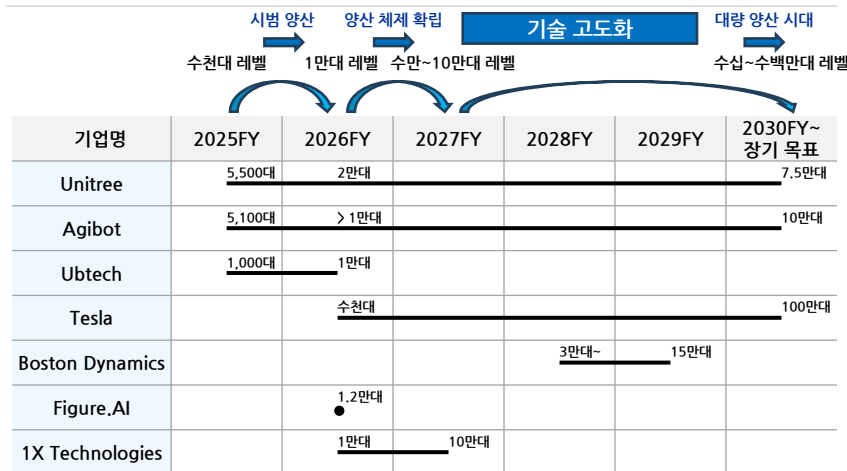 시범 양산
양산 체제 확립
기술 고도화
대량 양산 시대
수천대 레벨
1만대 레벨
수만~10만대 레벨
수십~수백만대 레벨
기업명 2025FY 2026FY 2027FY 2028FY 2029FY 2030FY~
장기 목표
Unitree 5,500대 2만대 7.5만대
Agibot 5,100대 > 1만대 10만대
Ubtech 1,000대 1만대
Tesla 수천대 100만대
Boston Dynamics 3만대~ 15만대
Figure.AI 1.2만대
1X Technologies 1만대 10만대